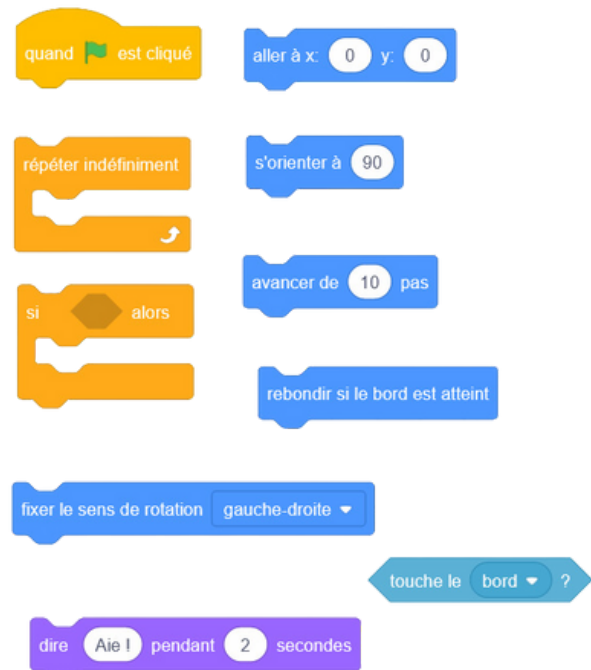 quand est cliqué
aller à x: 0 y: 0
répéter indéfiniment
s'orienter à 90
avancer de 10 pas
si alors
rebondir si le bord est atteint
fixer le sens de rotation gauche-droite
touche le bord ?
dire Aie ! pendant 2 secondes